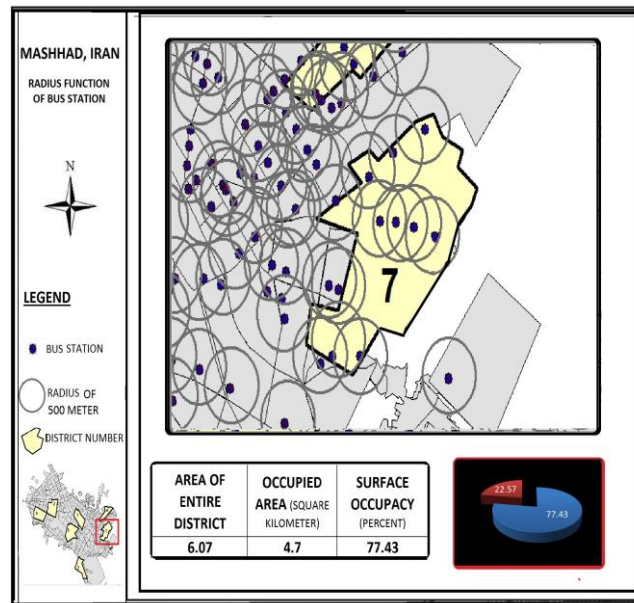 MASHHAD, IRAN
RADIUS FUNCTION
OF BUS STATION
N
LEGEND
BUS STATION
RADIUS OF
500 METER
DISTRICT NUMBER
7
AREA OF
ENTIRE
DISTRICT
OCCUPIED
AREA (SQUARE
KILOMETER)
SURFACE
OCCUPACY
(PERCENT)
6.07
4.7
77.43
22.57
77.43